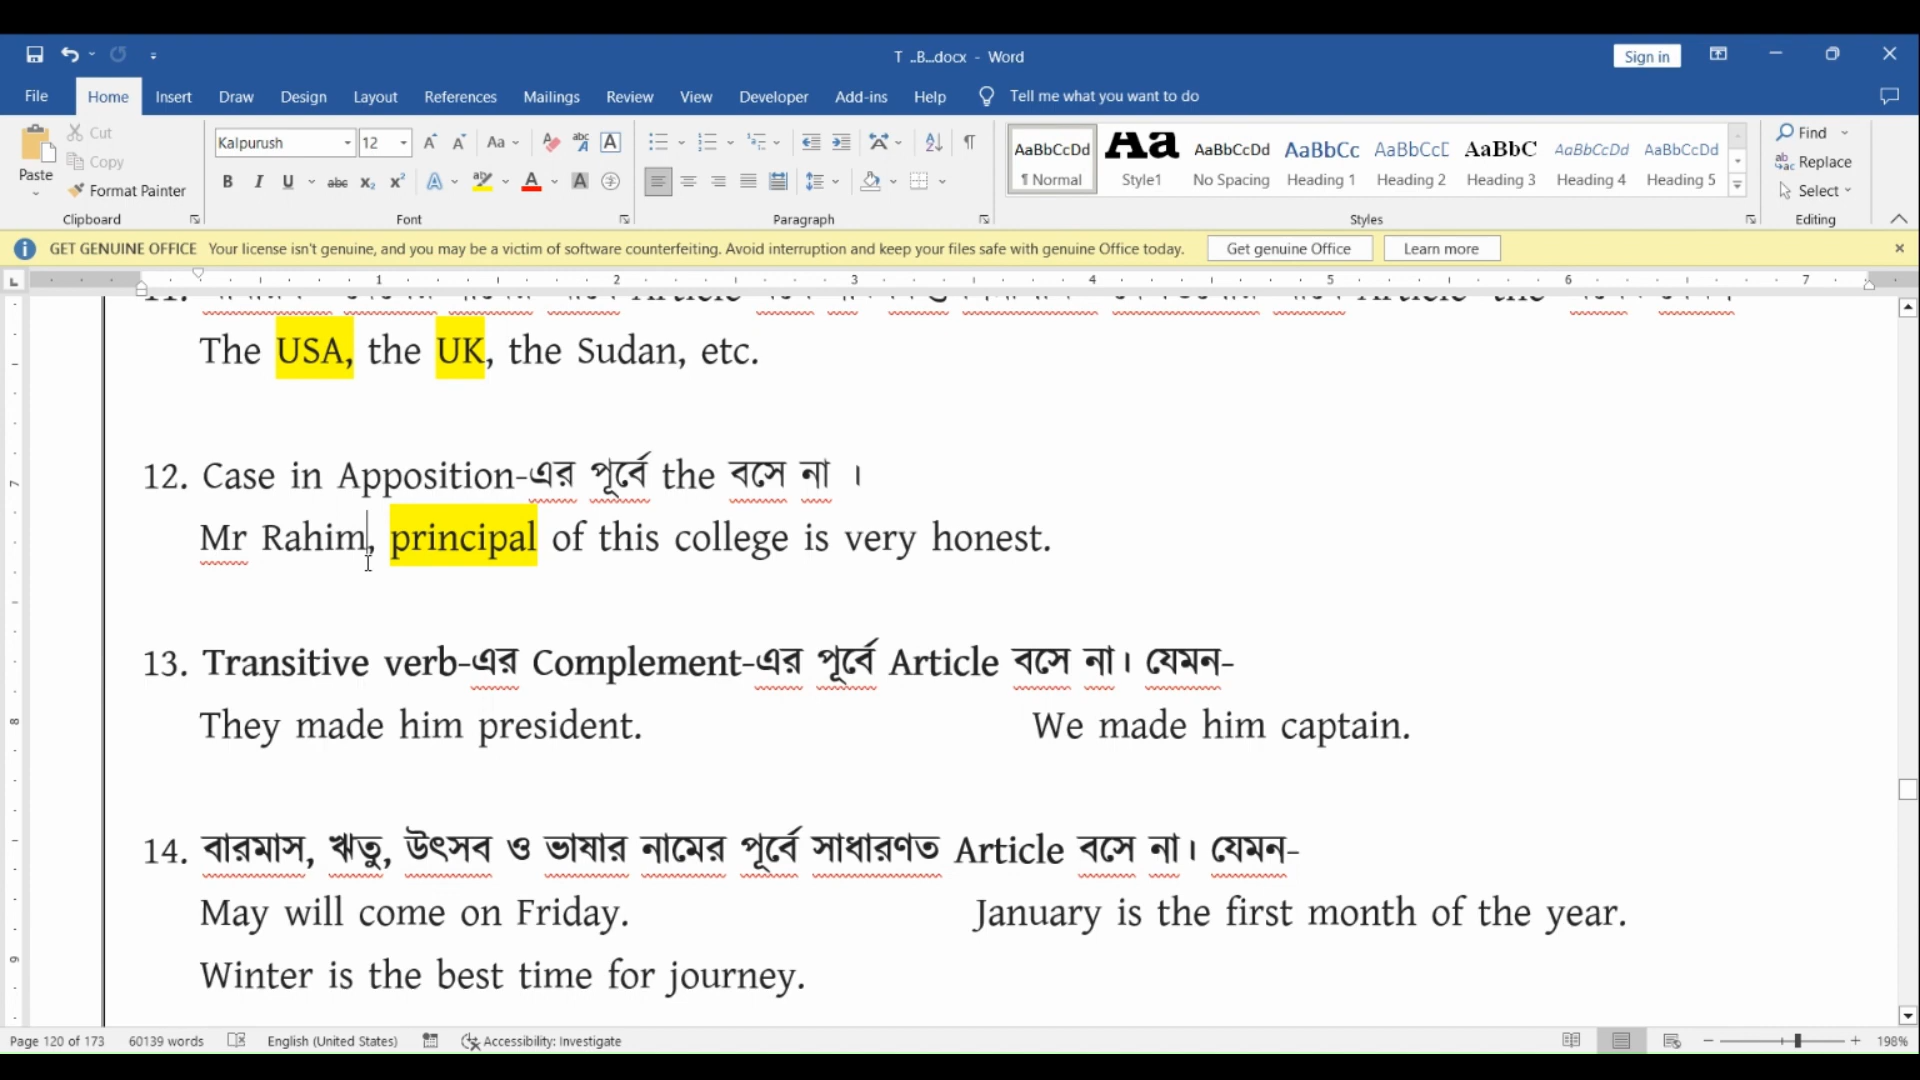 T ..B...docx - Word
Sign in
File Home Insert Draw Design Layout References Mailings Review View Developer Add-ins Help Tell me what you want to do
Paste
Cut
Copy
Format Painter
Clipboard
Kalpurush 12
Font
Paragraph
AaBbCcDd AaBbCcDd AaBbCc AaBbCcD AaBbC AaBbCcDd AaBbCcDd
¶ Normal Style1 No Spacing Heading 1 Heading 2 Heading 3 Heading 4 Heading 5
Styles
Find
Replace
Select
Editing
GET GENUINE OFFICE Your license isn't genuine, and you may be a victim of software counterfeiting. Avoid interruption and keep your files safe with genuine Office today. Get genuine Office Learn more
1 2 3 4 5 6 7
The USA, the UK, the Sudan, etc.
12. Case in Apposition-এর পূর্বে the বসে না ।
Mr Rahim, principal of this college is very honest.
13. Transitive verb-এর Complement-এর পূর্বে Article বসে না। যেমন-
They made him president. We made him captain.
14. বারমাস, ঋতু, উৎসব ও ভাষার নামের পূর্বে সাধারণত Article বসে না। যেমন-
May will come on Friday. January is the first month of the year.
Winter is the best time for journey.
Page 120 of 173 60139 words English (United States) Accessibility: Investigate 198%